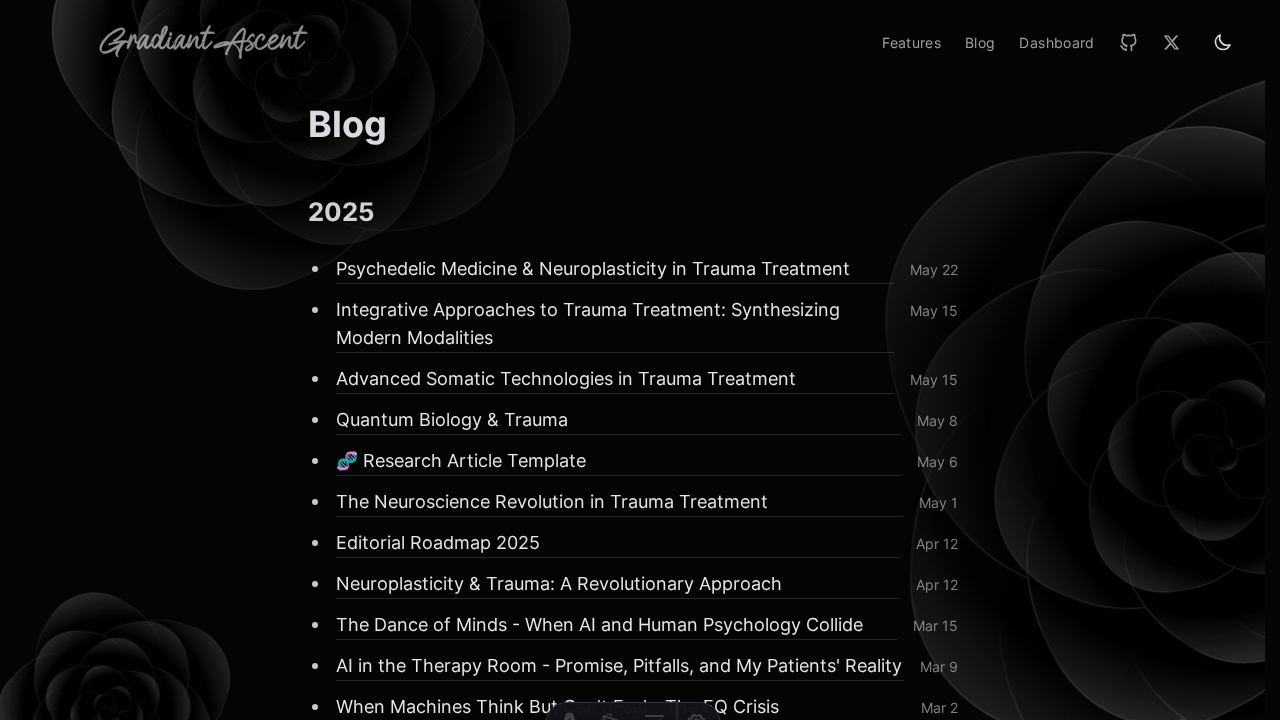 Gradiant Ascent
Features
Blog
Dashboard
Blog
2025
Psychedelic Medicine & Neuroplasticity in Trauma Treatment
May 22
Integrative Approaches to Trauma Treatment: Synthesizing
Modern Modalities
May 15
Advanced Somatic Technologies in Trauma Treatment
May 15
Quantum Biology & Trauma
May 8
🧬 Research Article Template
May 6
The Neuroscience Revolution in Trauma Treatment
May 1
Editorial Roadmap 2025
Apr 12
Neuroplasticity & Trauma: A Revolutionary Approach
Apr 12
The Dance of Minds - When AI and Human Psychology Collide
Mar 15
AI in the Therapy Room - Promise, Pitfalls, and My Patients' Reality
Mar 9
When Machines Think But EQ Crisis
Mar 2